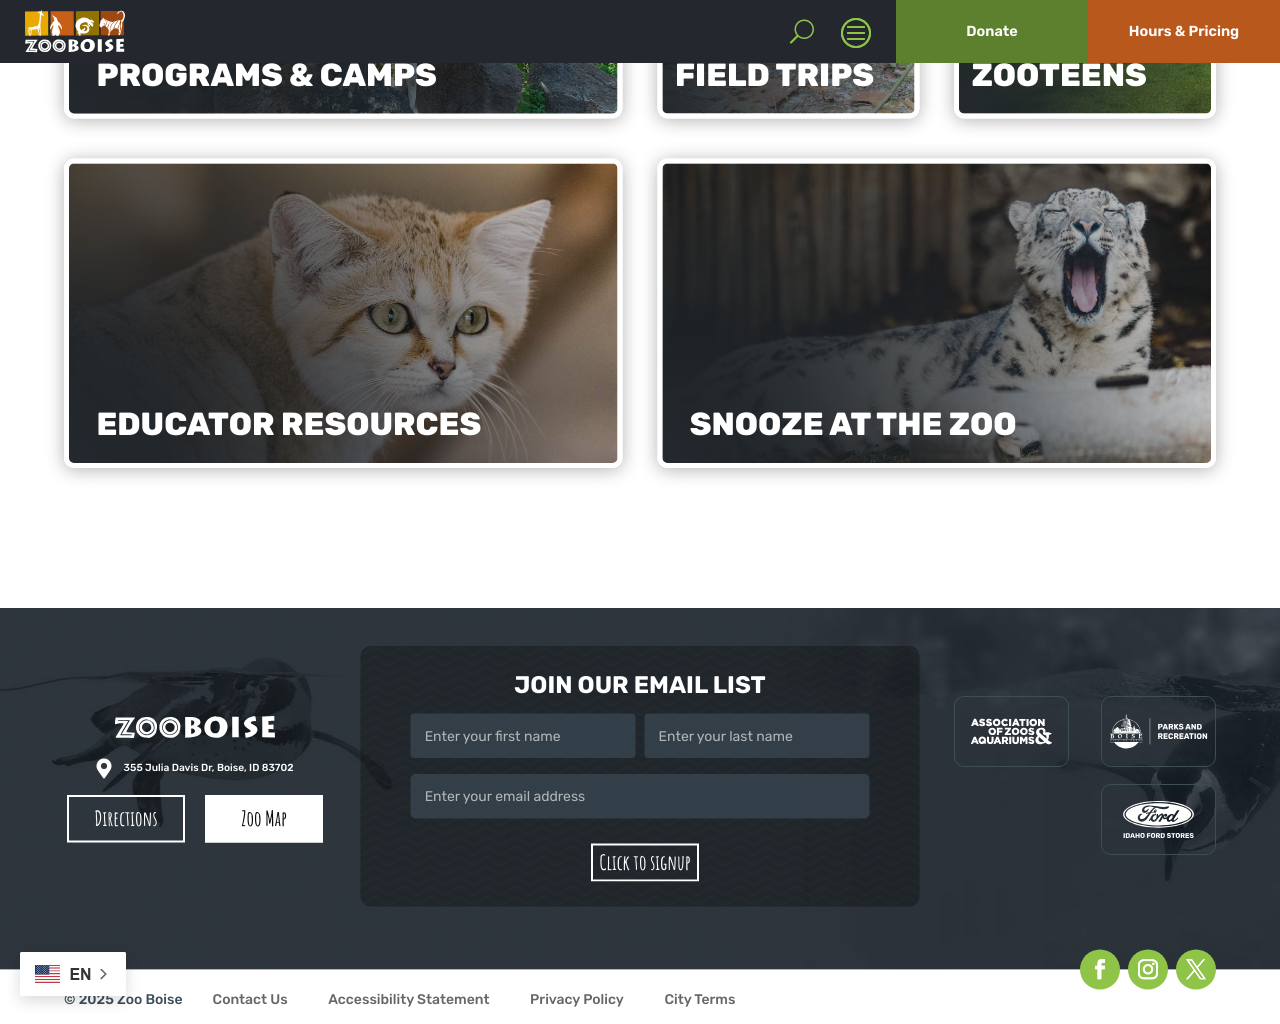 ZOOBOISE
Donate
Hours & Pricing
PROGRAMS & CAMPS
FIELD TRIPS
ZOOTEENS
EDUCATOR RESOURCES
SNOOZE AT THE ZOO
ZOOBOISE
355 Julia Davis Dr, Boise, ID 83702
Directions
Zoo Map
JOIN OUR EMAIL LIST
Enter your first name
Enter your last name
Enter your email address
Click to signup
ASSOCIATION
OF ZOOS
AQUARIUMS &
BOISE
PARKS AND
RECREATION
Ford
IDAHO FORD STORES
EN
© 2025 Zoo Boise
Contact Us
Accessibility Statement
Privacy Policy
City Terms